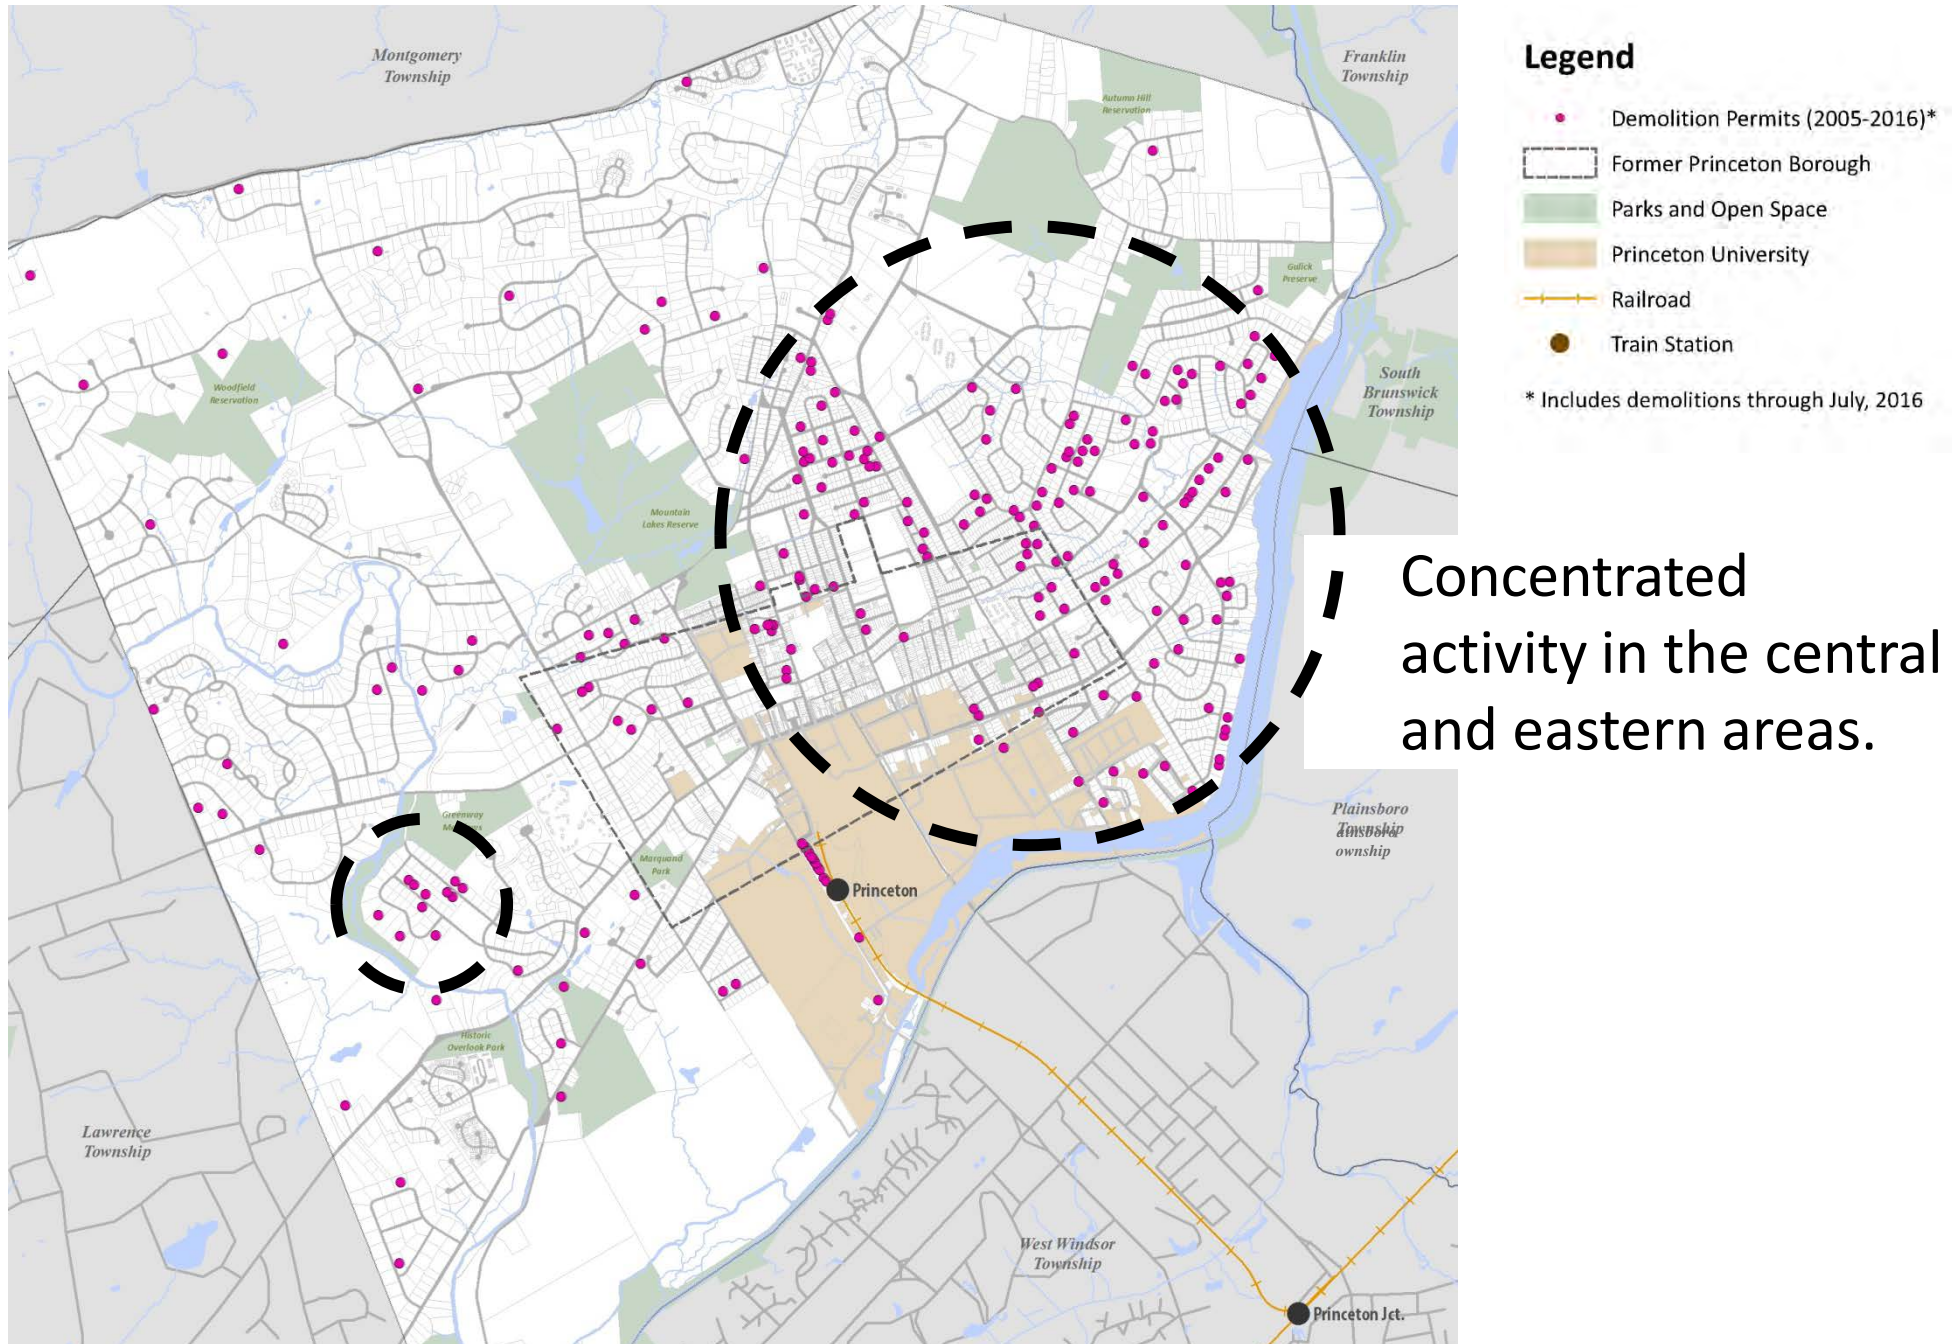 Montgomery
Township
Franklin
Township
Autumn Hill
Reservation
Gulick
Preserve
South
Brunswick
Township
Woodfield
Reservation
Mountain
Lakes Reserve
Greenway
Marquand
Park
Princeton
Historic
Overlook Park
Plainsboro
Township
ainsboro
ownship
Lawrence
Township
West Windsor
Township
Princeton Jct.
Legend
Demolition Permits (2005-2016)*
Former Princeton Borough
Parks and Open Space
Princeton University
Railroad
Train Station
* Includes demolitions through July, 2016
Concentrated
activity in the central
and eastern areas.